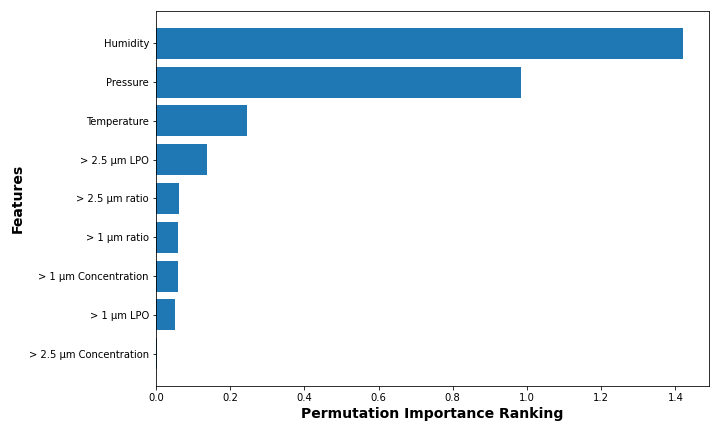 Humidity
Pressure
Temperature
> 2.5 µm LPO
> 2.5 µm ratio
> 1 µm ratio
> 1 µm Concentration
> 1 µm LPO
> 2.5 µm Concentration
Features
0.0 0.2 0.4 0.6 0.8 1.0 1.2 1.4
Permutation Importance Ranking